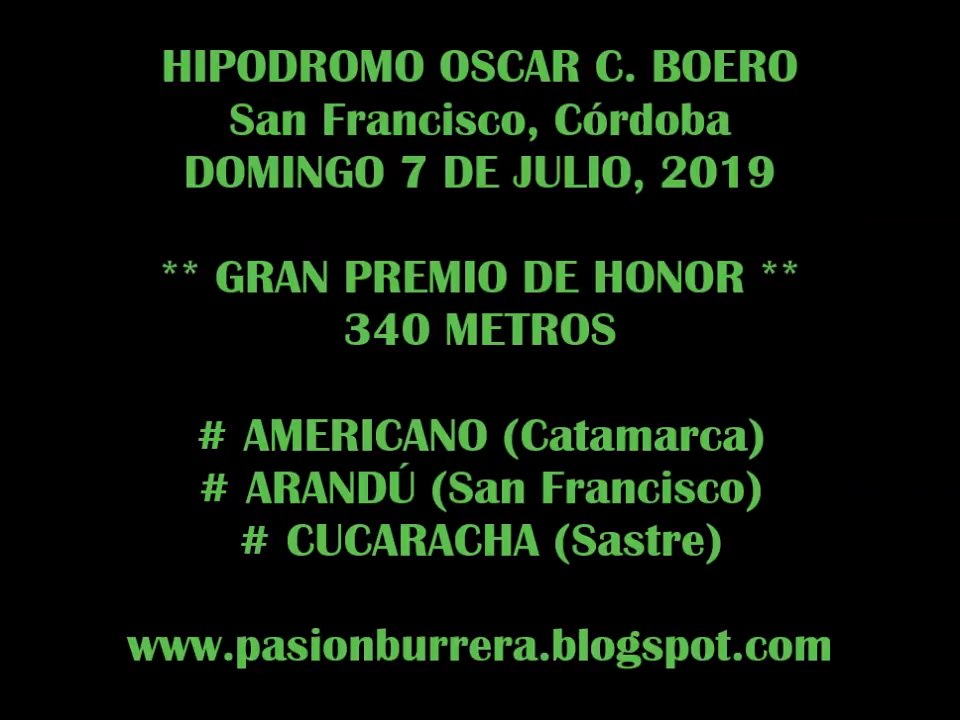 HIPODROMO OSCAR C. BOERO
San Francisco, Córdoba
DOMINGO 7 DE JULIO, 2019
** GRAN PREMIO DE HONOR **
340 METROS
# AMERICANO (Catamarca)
# ARANDÚ (San Francisco)
# CUCARACHA (Sastre)
www.pasionburrera.blogspot.com